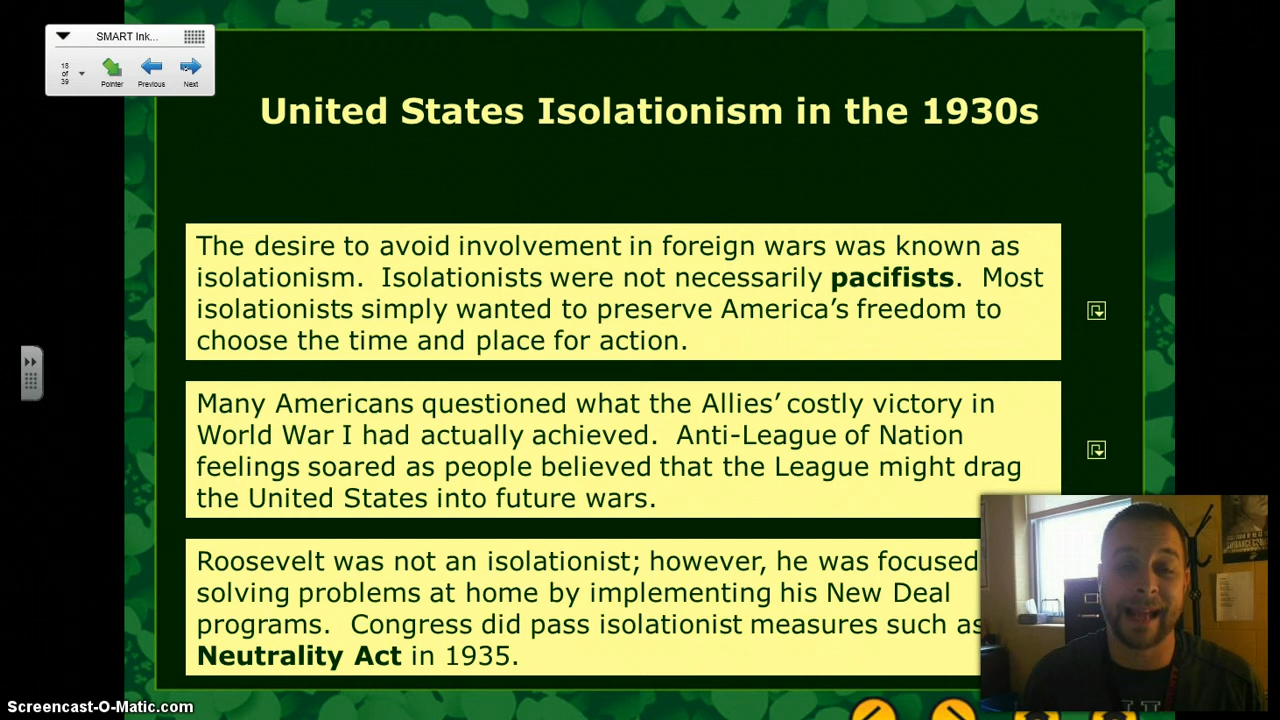 SMART Ink...
18
of
39
Pointer
Previous
Next
United States Isolationism in the 1930s
The desire to avoid involvement in foreign wars was known as
isolationism. Isolationists were not necessarily pacifists. Most
isolationists simply wanted to preserve America’s freedom to
choose the time and place for action.
Many Americans questioned what the Allies’ costly victory in
World War I had actually achieved. Anti-League of Nation
feelings soared as people believed that the League might drag
the United States into future wars.
Roosevelt was not an isolationist; however, he was focused
solving problems at home by implementing his New Deal
programs. Congress did pass isolationist measures such as
Neutrality Act in 1935.
Screencast-O-Matic.com